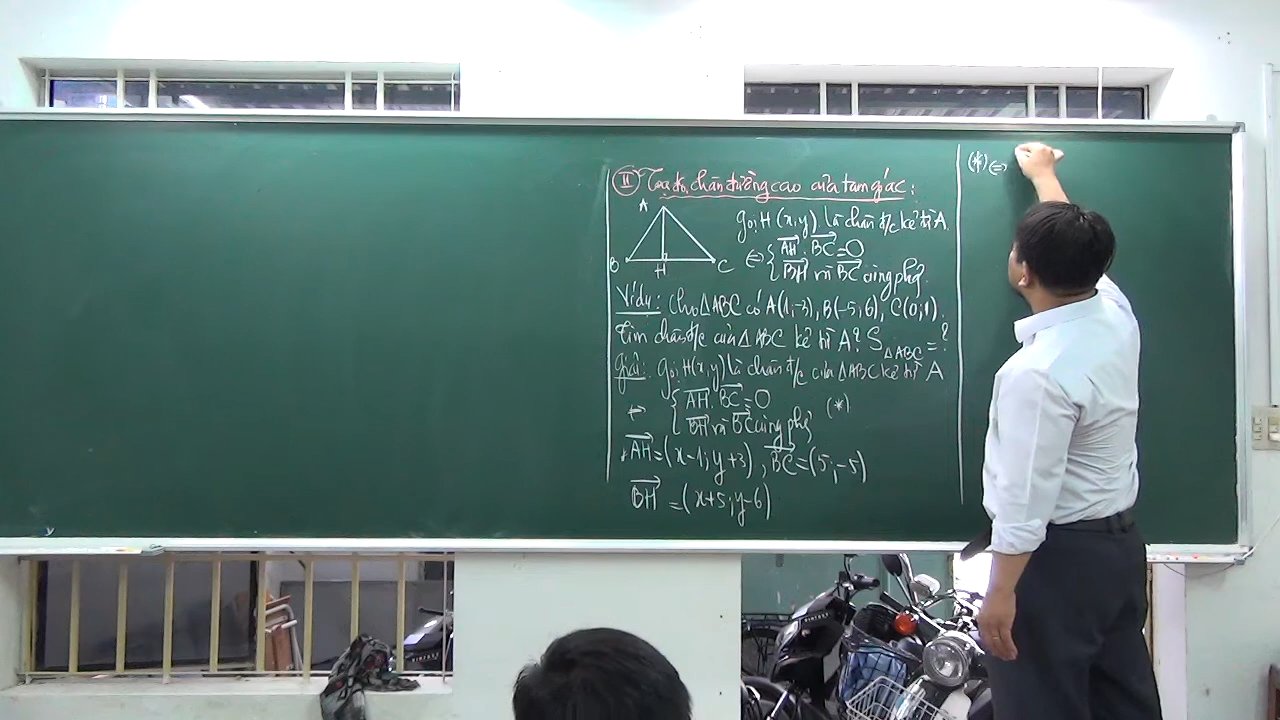 II Tọa độ chân đường cao của tam giác:
A
B
H
C
gọi H(x;y) là chân đ/c kẻ từ A.
⇔ { AH . BC = 0
BH và BC cùng phg.
Ví dụ: Cho ΔABC có A(1;-3), B(-5;6), C(0;1).
Tìm chân đ/c của ΔABC kẻ từ A? S ΔABC = ?
Giải: gọi H(x;y) là chân đ/c của ΔABC kẻ từ A
⇔ { AH . BC = 0 (*)
BH và BC cùng phg
AH = (x-1; y+3), BC = (5;-5)
BH = (x+5; y-6)
(*) ⇔